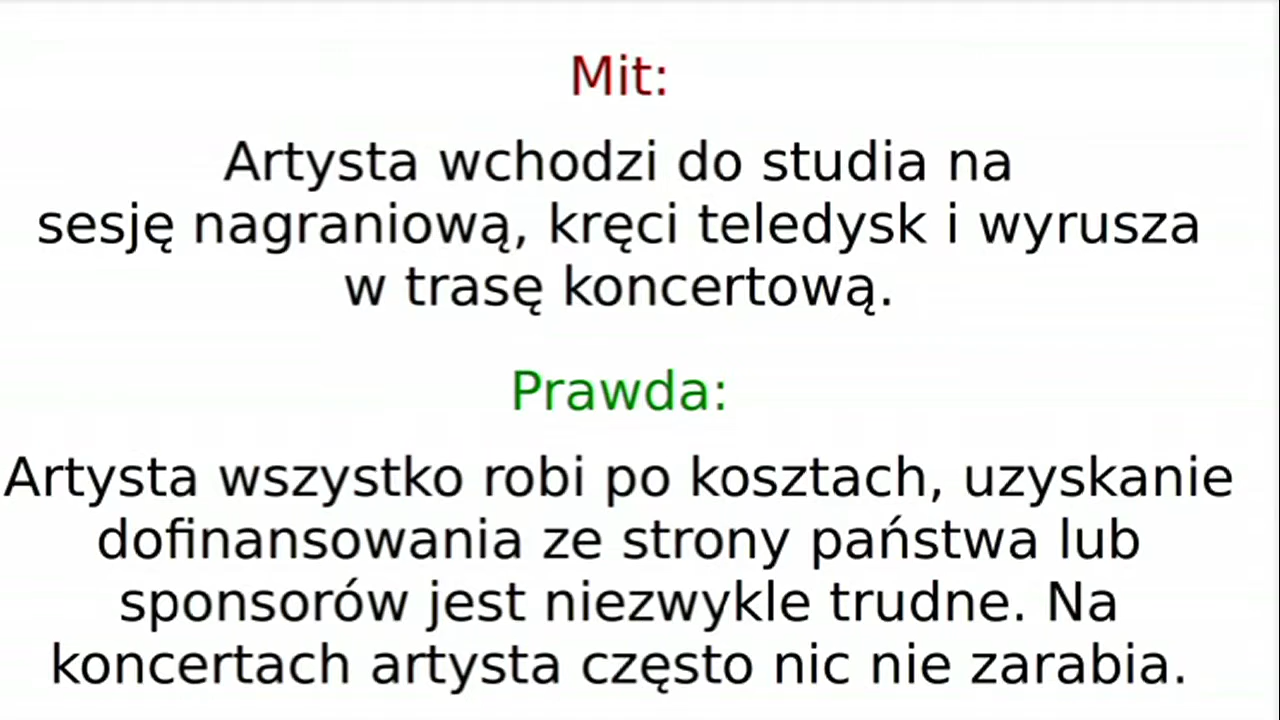 Mit:
Artysta wchodzi do studia na
sesję nagraniową, kręci teledysk i wyrusza
w trasę koncertową.
Prawda:
Artysta wszystko robi po kosztach, uzyskanie
dofinansowania ze strony państwa lub
sponsorów jest niezwykle trudne. Na
koncertach artysta często nic nie zarabia.